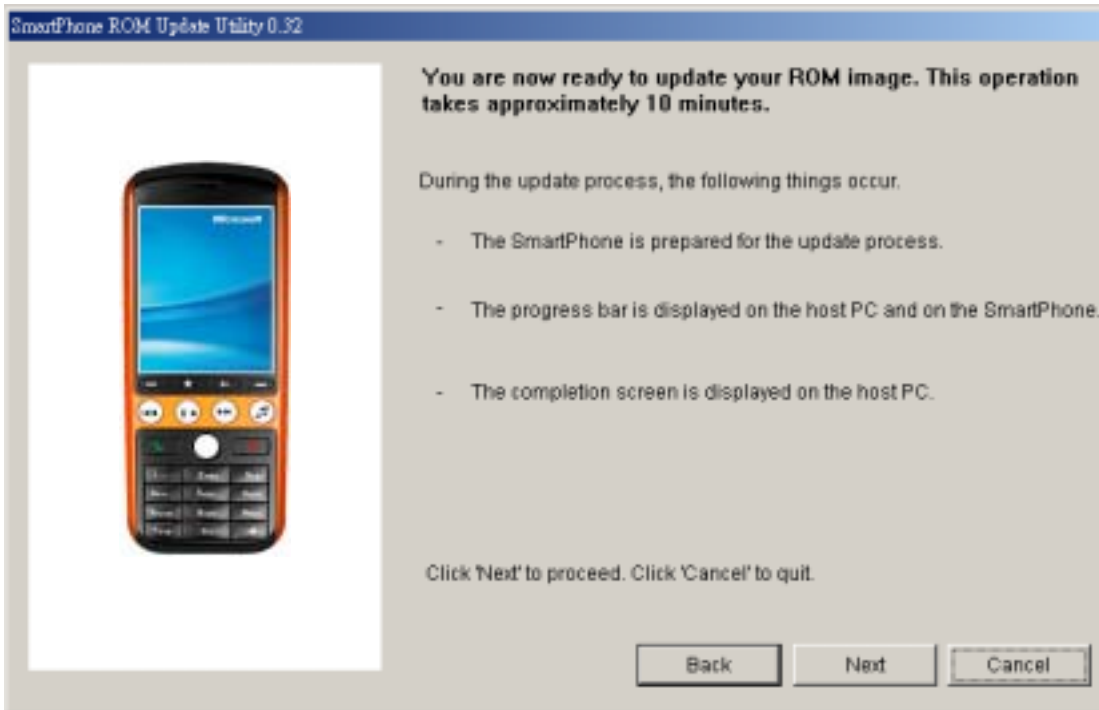 SmartPhone ROM Update Utility 0.32
You are now ready to update your ROM image. This operation
takes approximately 10 minutes.
During the update process, the following things occur.
- The SmartPhone is prepared for the update process.
- The progress bar is displayed on the host PC and on the SmartPhone.
- The completion screen is displayed on the host PC.
Click 'Next' to proceed. Click 'Cancel' to quit.
Back Next Cancel
Microsoft